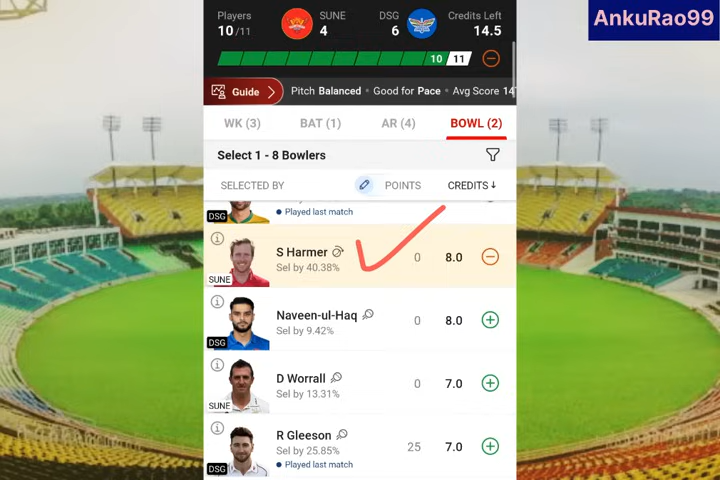 AnkuRao99
Players SUNE DSG Credits Left
10/11 4 6 14.5
10 11
Guide Pitch Balanced • Good for Pace • Avg Score 14
WK (3) BAT (1) AR (4) BOWL (2)
Select 1 - 8 Bowlers
SELECTED BY POINTS CREDITS↓
DSG • Played last match
S Harmer 0 8.0
Sel by 40.38%
SUNE
Naveen-ul-Haq 0 8.0
Sel by 9.42%
DSG
D Worrall 0 7.0
Sel by 13.31%
SUNE
R Gleeson 25 7.0
Sel by 25.85%
DSG • Played last match